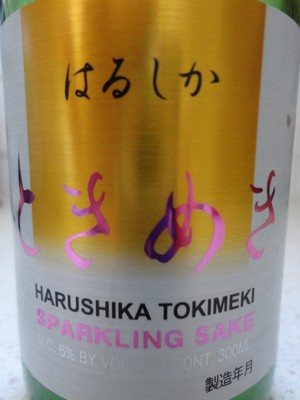 はるしか
ときめき
HARUSHIKA TOKIMEKI
SPARKLING SAKE
ALC. 6% BY VOL. CONT. 300ML
製造年月